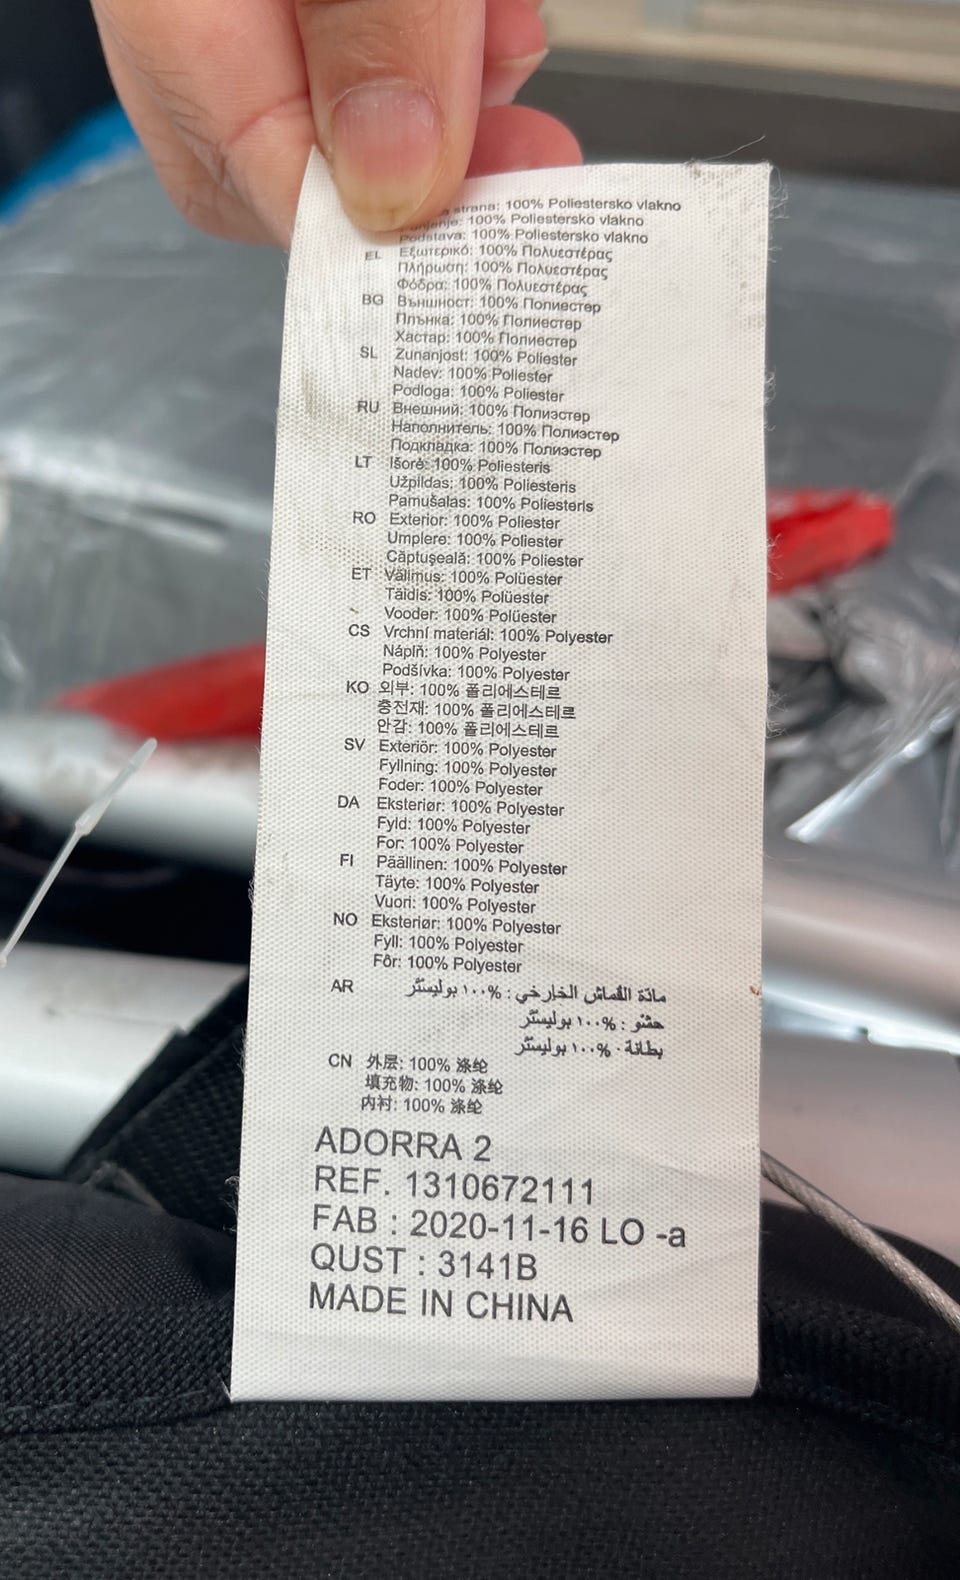 strana: 100% Poliestersko vlakno
Punjenje: 100% Poliestersko vlakno
Podstava: 100% Poliestersko vlakno
EL Εξωτερικό: 100% Πολυεστέρας
Πλήρωση: 100% Πολυεστέρας
Φόδρα: 100% Πολυεστέρας
BG Външност: 100% Полиестер
Плънка: 100% Полиестер
Хастар: 100% Полиестер
SL Zunanjost: 100% Poliester
Nadev: 100% Poliester
Podloga: 100% Poliester
RU Внешний: 100% Полиэстер
Наполнитель: 100% Полиэстер
Подкладка: 100% Полиэстер
LT Išorė: 100% Poliesteris
Užpildas: 100% Poliesteris
Pamušalas: 100% Poliesteris
RO Exterior: 100% Poliester
Umplere: 100% Poliester
Căptuşeală: 100% Poliester
ET Välimus: 100% Polüester
Täidis: 100% Polüester
Vooder: 100% Polüester
CS Vrchní materiál: 100% Polyester
Náplň: 100% Polyester
Podšívka: 100% Polyester
KO 외부: 100% 폴리에스테르
충전재: 100% 폴리에스테르
안감: 100% 폴리에스테르
SV Exteriör: 100% Polyester
Fyllning: 100% Polyester
Foder: 100% Polyester
DA Eksteriør: 100% Polyester
Fyld: 100% Polyester
For: 100% Polyester
FI Päällinen: 100% Polyester
Täyte: 100% Polyester
Vuori: 100% Polyester
NO Eksteriør: 100% Polyester
Fyll: 100% Polyester
Fôr: 100% Polyester
AR مادّة القماش الخارجي : %١٠٠ بوليستَر
حشو : %١٠٠ بوليستَر
بطانة: %١٠٠ بوليستَر
CN 外层: 100% 涤纶
填充物: 100% 涤纶
内衬: 100% 涤纶
ADORRA 2
REF. 1310672111
FAB : 2020-11-16 LO -a
QUST : 3141B
MADE IN CHINA